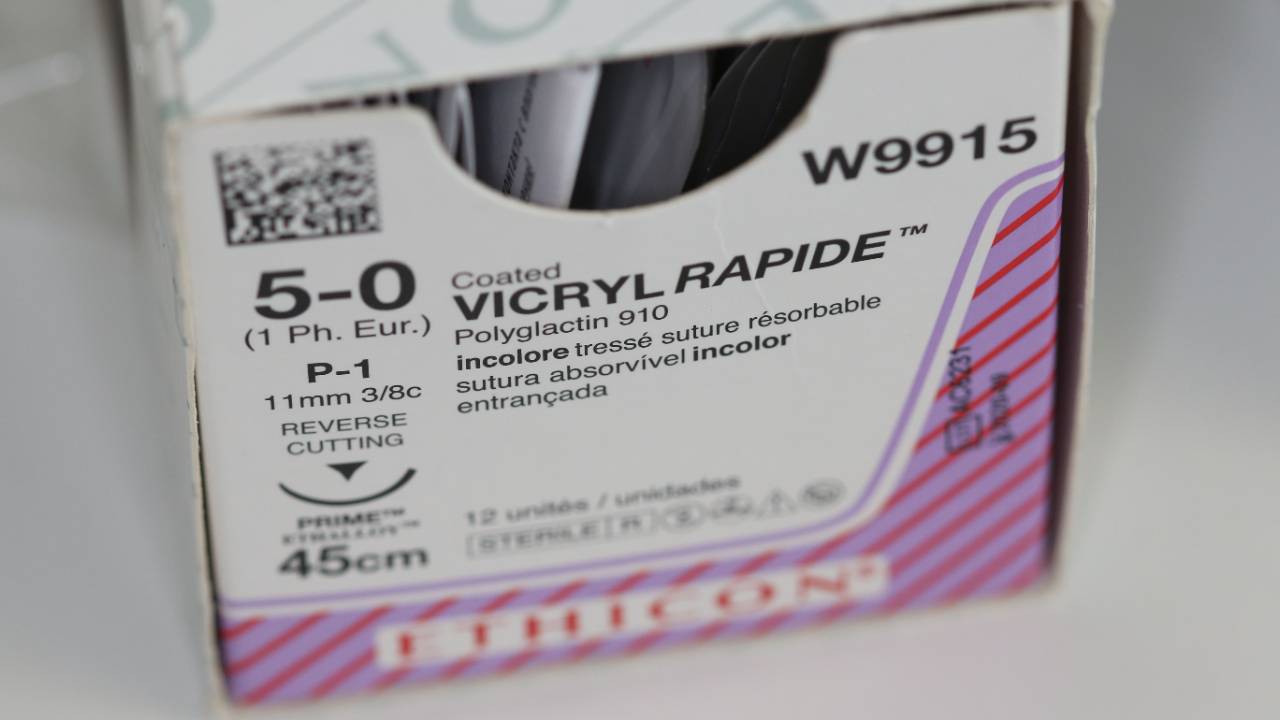 W9915
5-0
(1 Ph. Eur.)
P-1
11mm 3/8c
REVERSE
CUTTING
PRIME™
ETHALLOY™
45cm
Coated
VICRYL RAPIDE™
Polyglactin 910
incolore tressé suture résorbable
sutura absorvível incolor
entrançada
12 unités / unidades
STERILE R
ETHICON